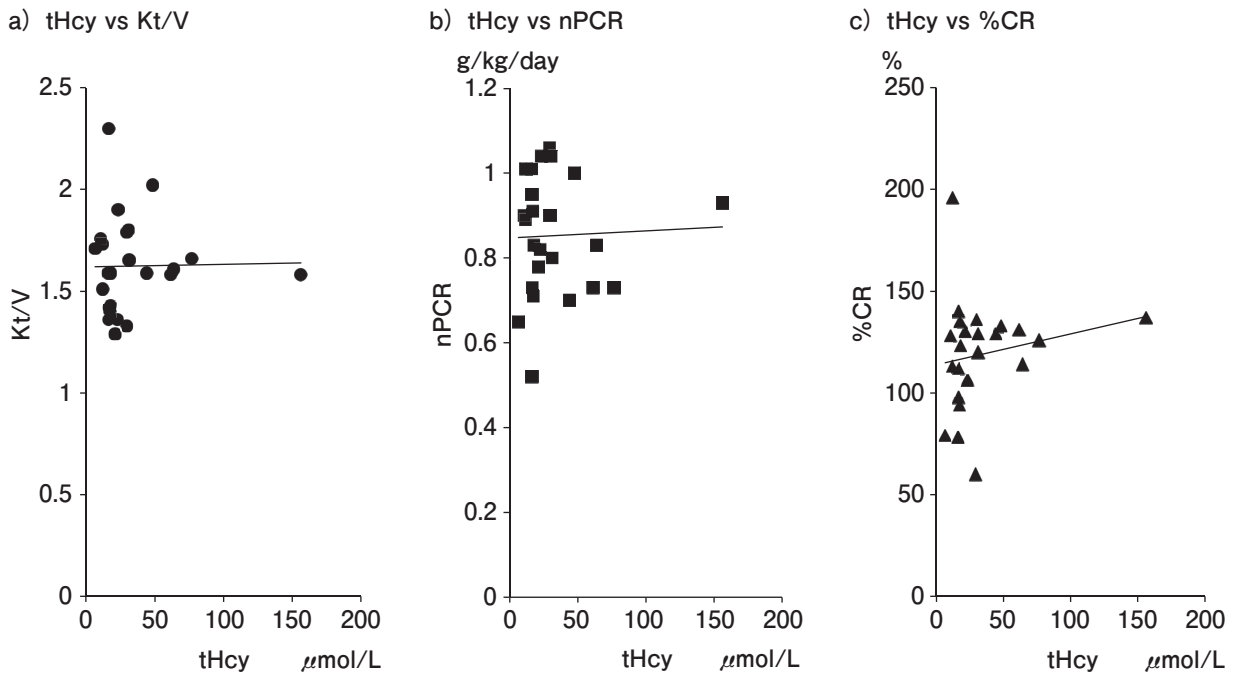 a) tHcy vs Kt/V
2.5
2
1.5
1
0.5
0
Kt/V
0 50 100 150 200
tHcy μmol/L
b) tHcy vs nPCR
g/kg/day
1.2
1
0.8
0.6
0.4
0.2
0
nPCR
0 50 100 150 200
tHcy μmol/L
c) tHcy vs %CR
%
250
200
150
100
50
0
%CR
0 50 100 150 200
tHcy μmol/L